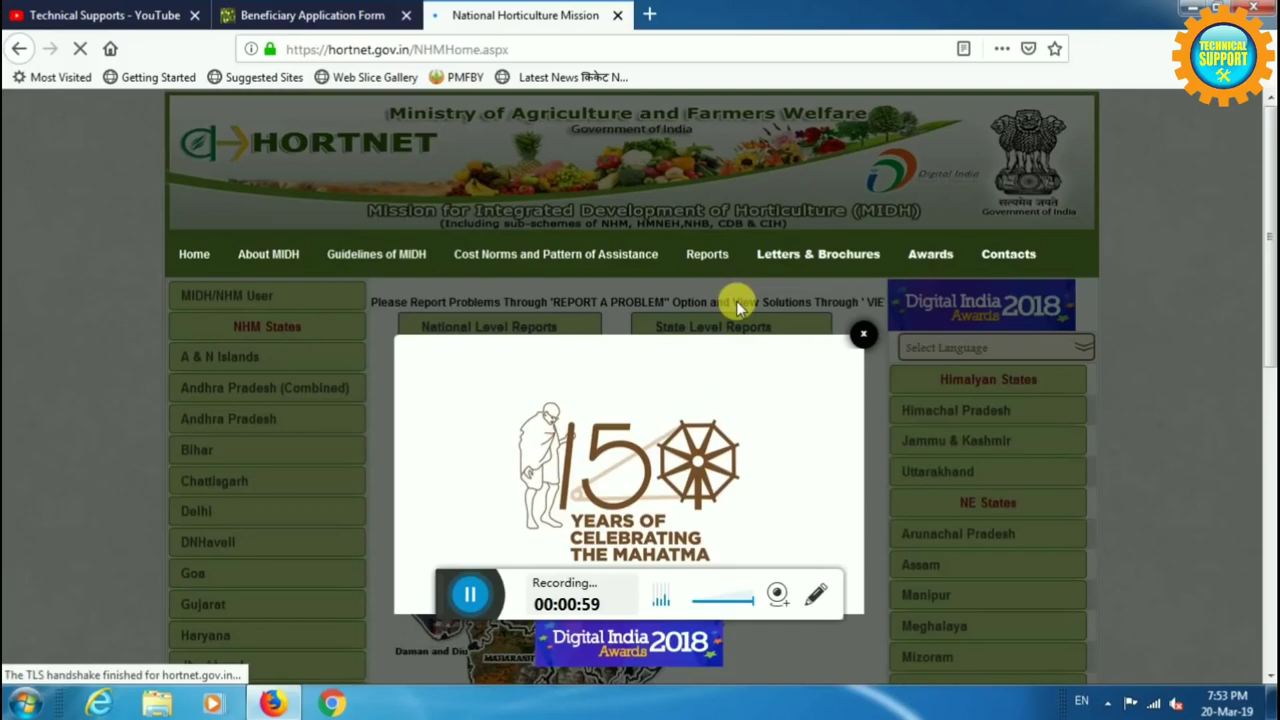 Technical Supports - YouTube
Beneficiary Application Form
National Horticulture Mission
https://hortnet.gov.in/NHMHome.aspx
Most Visited
Getting Started
Suggested Sites
Web Slice Gallery
PMFBY
Latest News क्रिकेट N...
TECHNICAL
SUPPORT
Ministry of Agriculture and Farmers Welfare
Government of India
HORTNET
Digital India
सत्यमेव जयते
Government of India
Mission for Integrated Development of Horticulture (MIDH)
(Including sub-schemes of NHM, HMNEH,NHB, CDB & CIH)
Home
About MIDH
Guidelines of MIDH
Cost Norms and Pattern of Assistance
Reports
Letters & Brochures
Awards
Contacts
MIDH/NHM User
NHM States
A & N Islands
Andhra Pradesh (Combined)
Andhra Pradesh
Bihar
Chattisgarh
Delhi
DNHaveli
Goa
Gujarat
Haryana
Please Report Problems Through 'REPORT A PROBLEM" Option and View Solutions Through ' VIE
National Level Reports
State Level Reports
x
150
YEARS OF
CELEBRATING
THE MAHATMA
Recording...
00:00:59
Daman and Diu
MAHARASHT
Digital India
Awards 2018
Digital India
Awards 2018
Select Language
Himalyan States
Himachal Pradesh
Jammu & Kashmir
Uttarakhand
NE States
Arunachal Pradesh
Assam
Manipur
Meghalaya
Mizoram
The TLS handshake finished for hortnet.gov.in...
EN
7:53 PM
20-Mar-19